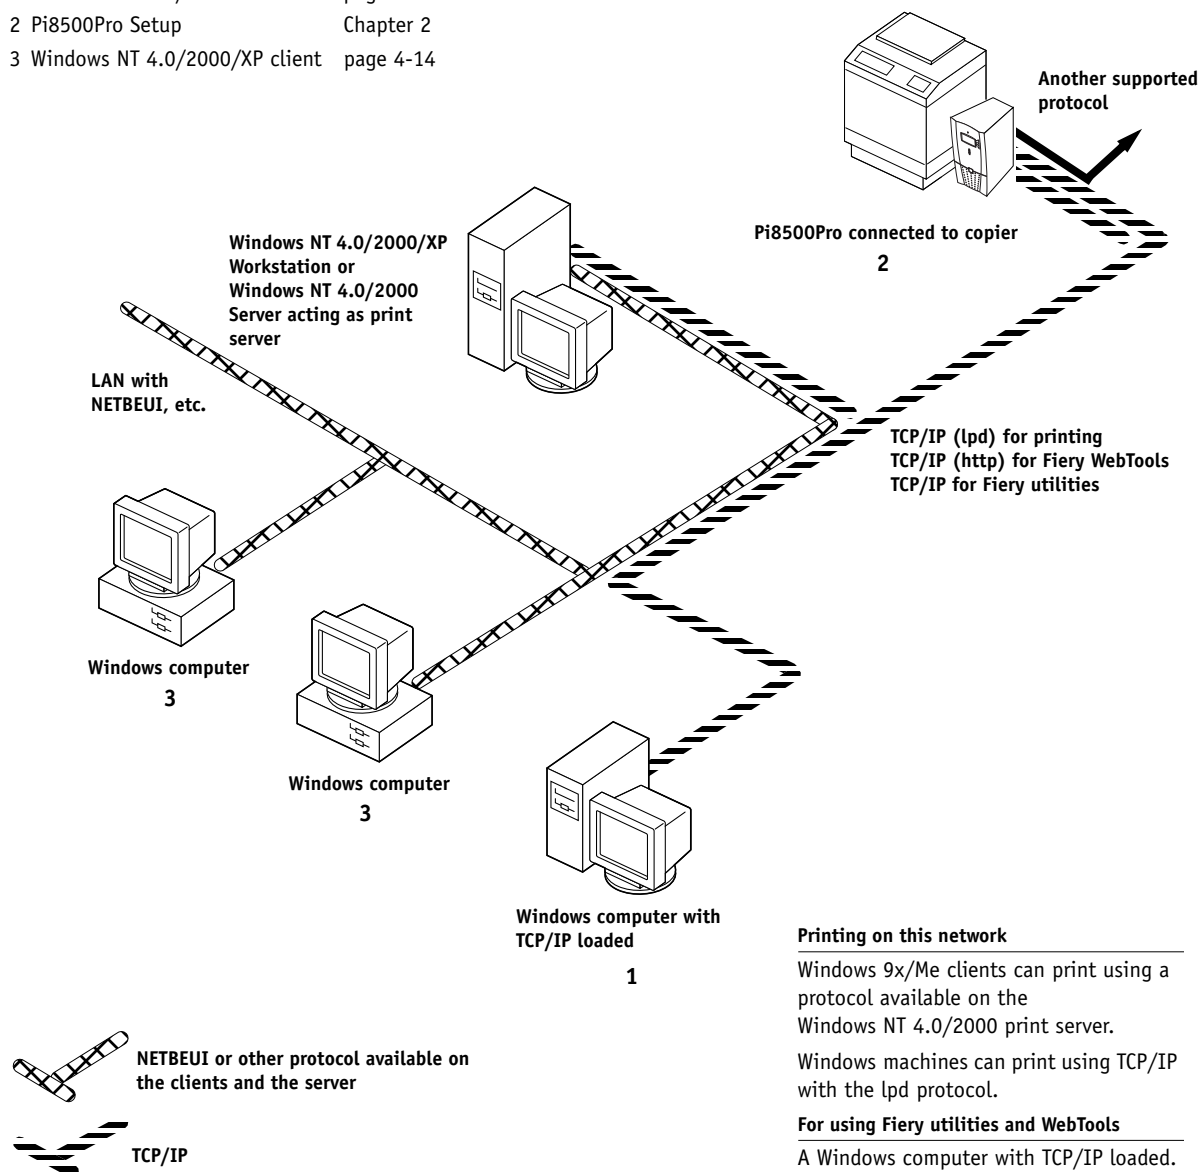 2 Pi8500Pro Setup Chapter 2
3 Windows NT 4.0/2000/XP client page 4-14
Another supported
protocol
Pi8500Pro connected to copier
2
Windows NT 4.0/2000/XP
Workstation or
Windows NT 4.0/2000
Server acting as print
server
LAN with
NETBEUI, etc.
TCP/IP (lpd) for printing
TCP/IP (http) for Fiery WebTools
TCP/IP for Fiery utilities
Windows computer
3
Windows computer
3
Windows computer with
TCP/IP loaded
1
Printing on this network
Windows 9x/Me clients can print using a
protocol available on the
Windows NT 4.0/2000 print server.
Windows machines can print using TCP/IP
with the lpd protocol.
For using Fiery utilities and WebTools
A Windows computer with TCP/IP loaded.
NETBEUI or other protocol available on
the clients and the server
TCP/IP